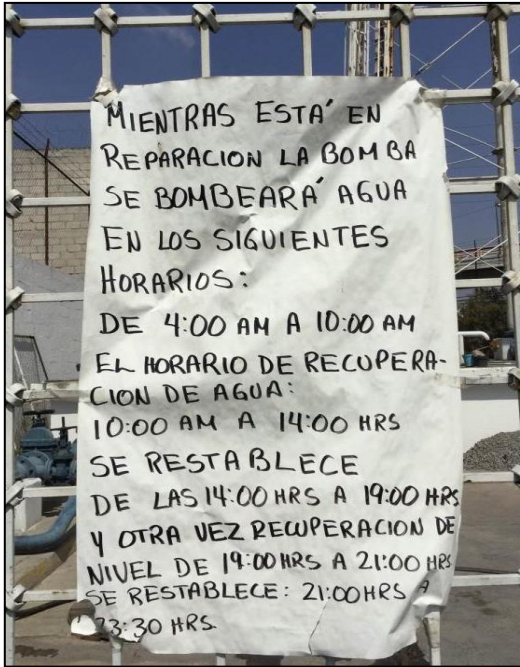 MIENTRAS ESTÁ EN
REPARACION LA BOMBA
SE BOMBEARÁ AGUA
EN LOS SIGUIENTES
HORARIOS:
DE 4:00 AM A 10:00 AM
EL HORARIO DE RECUPERA-
CION DE AGUA:
10:00 AM A 14:00 HRS
SE RESTABLECE
DE LAS 14:00 HRS A 19:00 HRS
Y OTRA VEZ RECUPERACION DE
NIVEL DE 19:00 HRS A 21:00 HRS
SE RESTABLECE: 21:00 HRS A
23:30 HRS